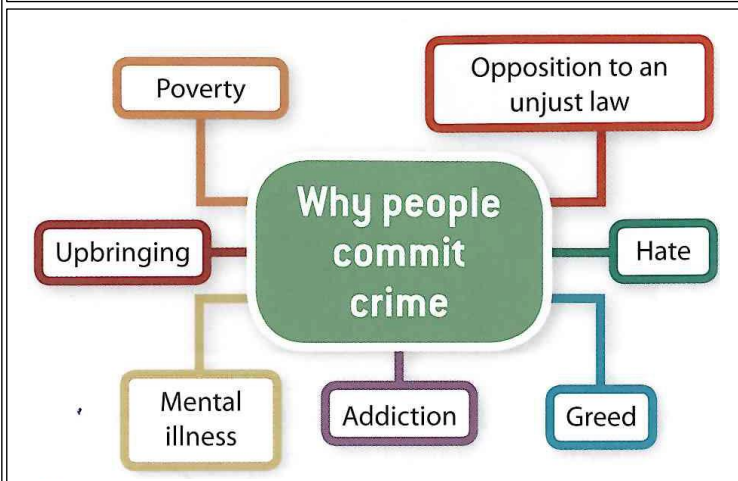 Poverty
Opposition to an
unjust law
Why people
commit
crime
Upbringing
Hate
Mental
illness
Addiction
Greed